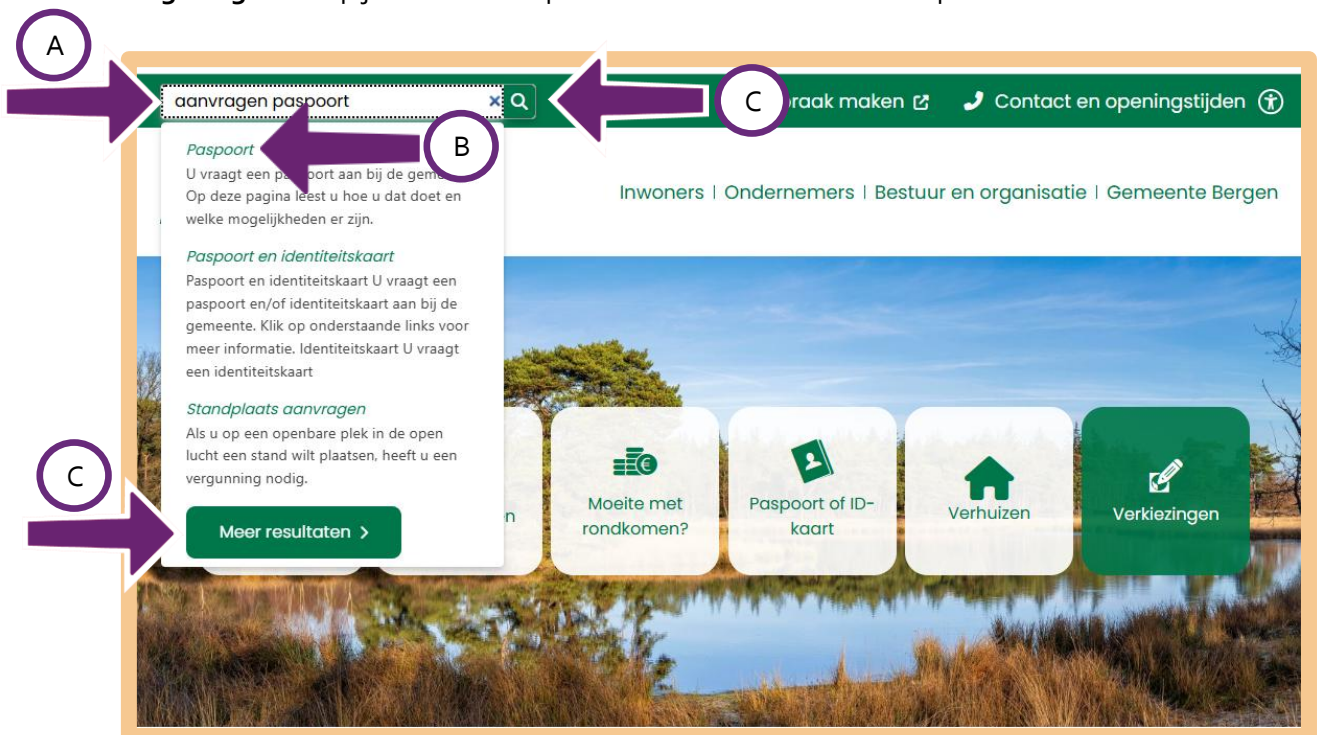 A
aanvragen paspoort
C
raak maken
Contact en openingstijden
Paspoort
B
U vraagt een paspoort aan bij de
Op deze pagina leest u hoe u dat doet en
welke mogelijkheden er zijn.
Inwoners | Ondernemers | Bestuur en organisatie | Gemeente Bergen
Paspoort en identiteitskaart
Paspoort en identiteitskaart U vraagt een
paspoort en/of identiteitskaart aan bij de
gemeente. Klik op onderstaande links voor
meer informatie. Identiteitskaart U vraagt
een identiteitskaart
Standplaats aanvragen
Als u op een openbare plek in de open
lucht een stand wilt plaatsen, heeft u een
vergunning nodig.
C
Meer resultaten >
n
Moeite met
rondkomen?
Paspoort of ID-
kaart
Verhuizen
Verkiezingen